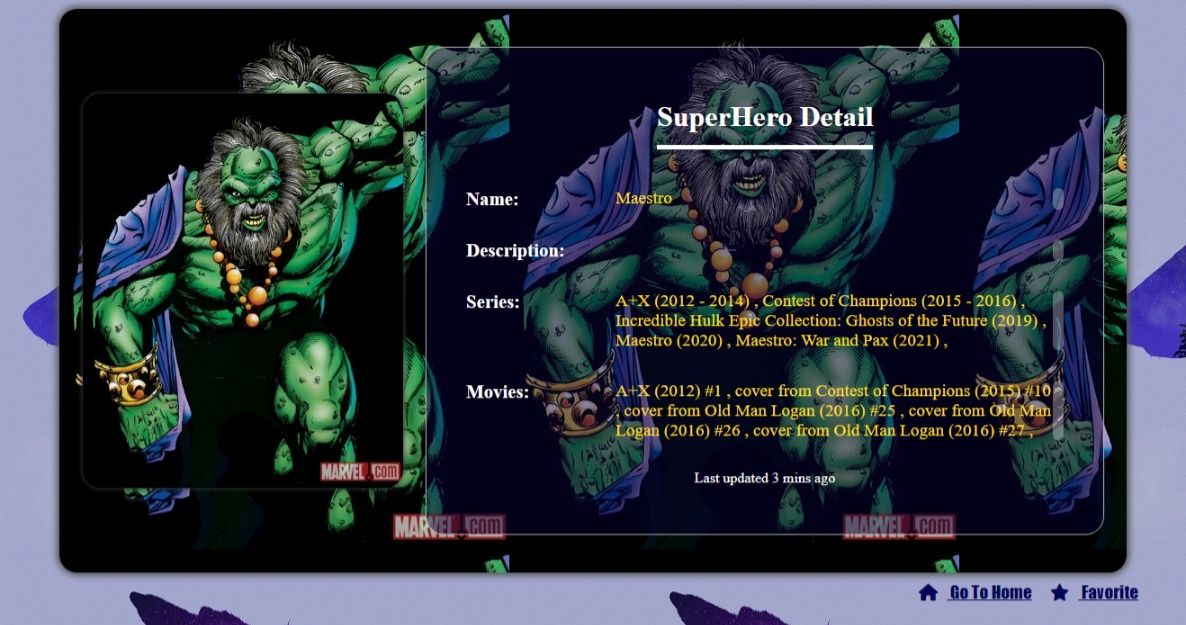 SuperHero Detail
Name: Maestro
Description:
Series: A+X (2012 - 2014) , Contest of Champions (2015 - 2016) ,
Incredible Hulk Epic Collection: Ghosts of the Future (2019) ,
Maestro (2020) , Maestro: War and Pax (2021) ,
Movies: A+X (2012) #1 , cover from Contest of Champions (2015) #10
, cover from Old Man Logan (2016) #25 , cover from Old Man
Logan (2016) #26 , cover from Old Man Logan (2016) #27 ,
MARVEL.com
Last updated 3 mins ago
MARVEL.com
MARVEL.com
Go To Home Favorite